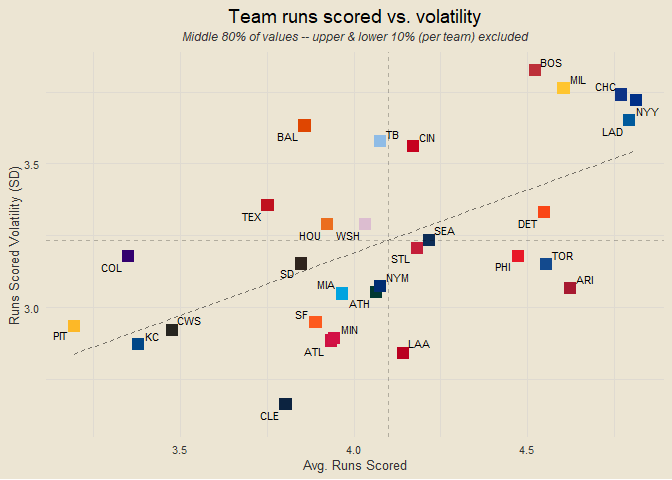 Team runs scored vs. volatility
Middle 80% of values -- upper & lower 10% (per team) excluded
BOS
MIL
CHC
NYY
LAD
BAL
TB
CIN
3.5
TEX
DET
HOU
WSH
SEA
STL
COL
PHI
TOR
SD
ARI
MIA
NYM
ATH
3.0
SF
PIT
KC
CWS
MIN
ATL
LAA
CLE
3.5
4.0
4.5
Avg. Runs Scored
Runs Scored Volatility (SD)